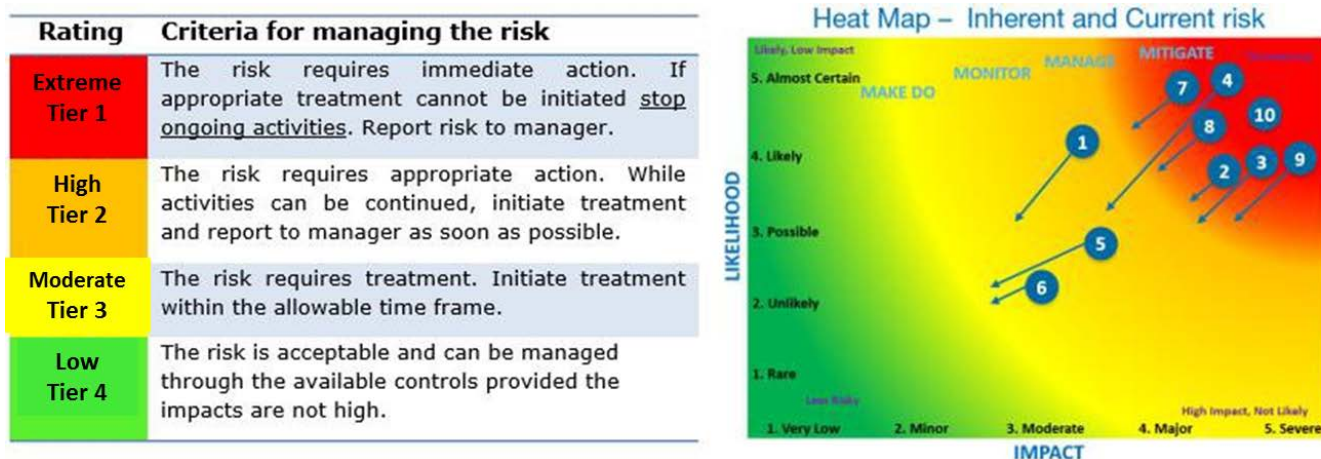 Rating Criteria for managing the risk
Extreme
Tier 1
The risk requires immediate action. If
appropriate treatment cannot be initiated stop
ongoing activities. Report risk to manager.
High
Tier 2
The risk requires appropriate action. While
activities can be continued, initiate treatment
and report to manager as soon as possible.
Moderate
Tier 3
The risk requires treatment. Initiate treatment
within the allowable time frame.
Low
Tier 4
The risk is acceptable and can be managed
through the available controls provided the
impacts are not high.
Heat Map – Inherent and Current risk
Likely, Low Impact
MAKE DO
MONITOR
MANAGE
MITIGATE
5. Almost Certain
4. Likely
3. Possible
2. Unlikely
1. Rare
LIKELIHOOD
7
4
8
10
1
2
3
9
5
6
Less Risky
High Impact, Not Likely
1. Very Low
2. Minor
3. Moderate
4. Major
5. Severe
IMPACT